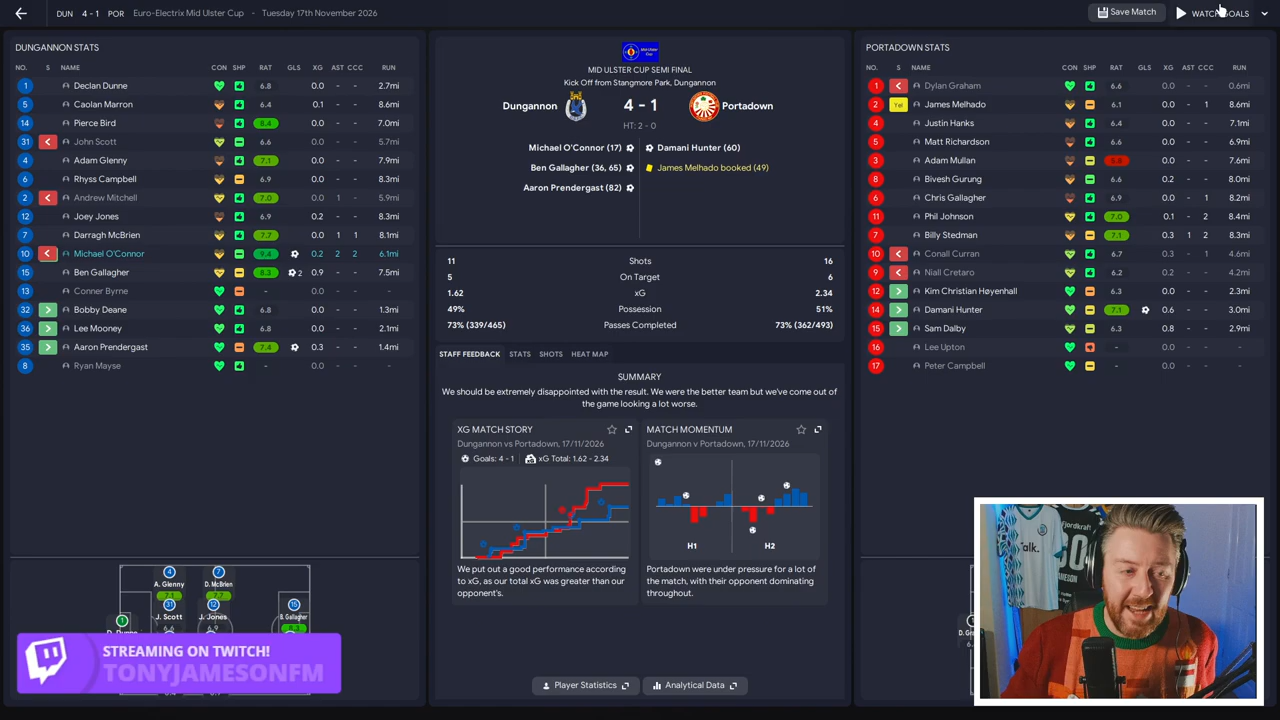 DUN 4 - 1 POR Euro-Electrix Mid Ulster Cup - Tuesday 17th November 2026
Save Match
WATCH GOALS
DUNGANNON STATS
NO. S NAME CON SHP RAT GLS XG AST CCC RUN
1 Declan Dunne 6.8 0.0 - - 2.7mi
5 Caolan Marron 6.4 0.1 - - 8.6mi
14 Pierce Bird 8.4 0.0 - - 7.0mi
31 John Scott 6.6 0.0 - - 5.7mi
4 Adam Glenny 7.1 0.0 - - 7.9mi
6 Rhyss Campbell 6.9 0.0 - - 8.3mi
2 Andrew Mitchell 7.0 0.0 1 - 5.9mi
12 Joey Jones 6.9 0.2 - - 8.3mi
7 Darragh McBrien 7.7 0.0 1 1 8.1mi
10 Michael O'Connor 9.4 0.2 2 2 6.1mi
15 Ben Gallagher 8.3 2 0.9 - - 7.5mi
13 Conner Byrne - 0.0 - -
32 Bobby Deane 6.8 0.0 - - 1.3mi
36 Lee Mooney 6.8 0.0 - - 2.1mi
35 Aaron Prendergast 7.4 0.3 - - 1.4mi
8 Ryan Mayse - 0.0 - -
4
A. Glenny
7.1
7
D. McBrien
7.7
31
J. Scott
12
J. Jones
6.9
15
B. Gallagher
8.3
1
STREAMING ON TWITCH!
TONYJAMESONFM
Mid Ulster Cup
MID ULSTER CUP SEMI FINAL
Kick Off from Stangmore Park, Dungannon
Dungannon 4 - 1 Portadown
HT: 2 - 0
Michael O'Connor (17) Damani Hunter (60)
Ben Gallagher (36, 65) James Melhado booked (49)
Aaron Prendergast (82)
11 Shots 16
5 On Target 6
1.62 xG 2.34
49% Possession 51%
73% (339/465) Passes Completed 73% (362/493)
STAFF FEEDBACK STATS SHOTS HEAT MAP
SUMMARY
We should be extremely disappointed with the result. We were the better team but we've come out of
the game looking a lot worse.
XG MATCH STORY
Dungannon vs Portadown, 17/11/2026
Goals: 4 - 1 xG Total: 1.62 - 2.34
We put out a good performance according
to xG, as our total xG was greater than our
opponent's.
MATCH MOMENTUM
Dungannon v Portadown, 17/11/2026
H1 H2
Portadown were under pressure for a lot of
the match, with their opponent dominating
throughout.
Player Statistics
Analytical Data
PORTADOWN STATS
NO. S NAME CON SHP RAT GLS XG AST CCC RUN
1 Dylan Graham 6.6 0.0 - - 0.6mi
2 Yel James Melhado 6.1 0.0 - 1 8.6mi
4 Justin Hanks 6.6 0.0 - - 7.1mi
5 Matt Richardson 6.6 0.0 - - 6.9mi
3 Adam Mullan 0.0 - - 7.6mi
8 Bivesh Gurung 6.6 0.2 - - 8.0mi
6 Chris Gallagher 6.9 0.0 - 1 8.2mi
11 Phil Johnson 7.0 0.1 - 2 8.4mi
7 Billy Stedman 7.1 0.3 1 2 8.3mi
10 Conall Curran 6.7 0.3 - 1 4.6mi
9 Niall Cretaro 6.2 0.2 - - 4.2mi
12 Kim Christian Høyenhall 6.3 0.0 - - 2.3mi
14 Damani Hunter 7.1 0.6 - - 3.0mi
15 Sam Dalby 6.3 0.8 - - 2.9mi
16 Lee Upton - 0.0 - -
17 Peter Campbell - 0.0 - -
Talk.
Fjordkraft
JAMESON